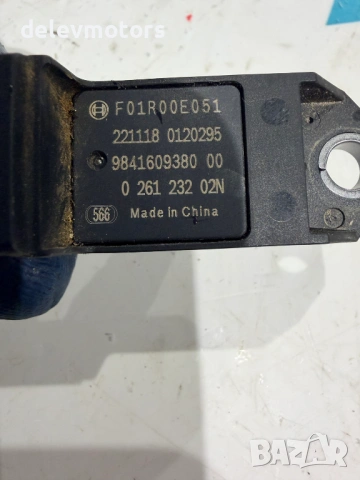 delevmotors
F01R00E051
221118 0120295
9841609380 00
0 261 232 02N
566 Made in China
BAZAR